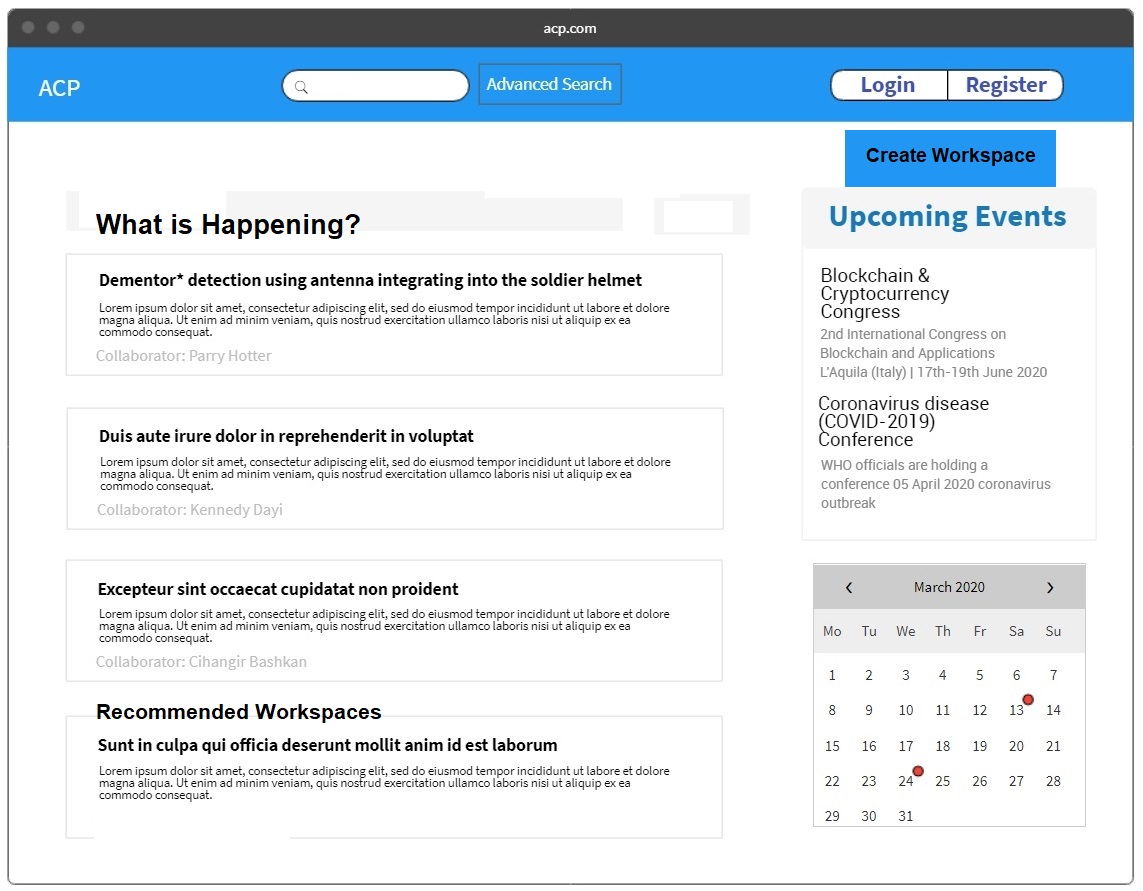 acp.com
ACP
Advanced Search
Login
Register
Create Workspace
What is Happening?
Dementor* detection using antenna integrating into the soldier helmet
Lorem ipsum dolor sit amet, consectetur adipiscing elit, sed do eiusmod tempor incididunt ut labore et dolore
magna aliqua. Ut enim ad minim veniam, quis nostrud exercitation ullamco laboris nisi ut aliquip ex ea
commodo consequat.
Collaborator: Parry Hotter
Duis aute irure dolor in reprehenderit in voluptat
Lorem ipsum dolor sit amet, consectetur adipiscing elit, sed do eiusmod tempor incididunt ut labore et dolore
magna aliqua. Ut enim ad minim veniam, quis nostrud exercitation ullamco laboris nisi ut aliquip ex ea
commodo consequat.
Collaborator: Kennedy Dayi
Excepteur sint occaecat cupidatat non proident
Lorem ipsum dolor sit amet, consectetur adipiscing elit, sed do eiusmod tempor incididunt ut labore et dolore
magna aliqua. Ut enim ad minim veniam, quis nostrud exercitation ullamco laboris nisi ut aliquip ex ea
commodo consequat.
Collaborator: Cihangir Bashkan
Recommended Workspaces
Sunt in culpa qui officia deserunt mollit anim id est laborum
Lorem ipsum dolor sit amet, consectetur adipiscing elit, sed do eiusmod tempor incididunt ut labore et dolore
magna aliqua. Ut enim ad minim veniam, quis nostrud exercitation ullamco laboris nisi ut aliquip ex ea
commodo consequat.
Upcoming Events
Blockchain &
Cryptocurrency
Congress
2nd International Congress on
Blockchain and Applications
L'Aquila (Italy) | 17th-19th June 2020
Coronavirus disease
(COVID-2019)
Conference
WHO officials are holding a
conference 05 April 2020 coronavirus
outbreak
March 2020
Mo Tu We Th Fr Sa Su
1 2 3 4 5 6 7
8 9 10 11 12 13 14
15 16 17 18 19 20 21
22 23 24 25 26 27 28
29 30 31